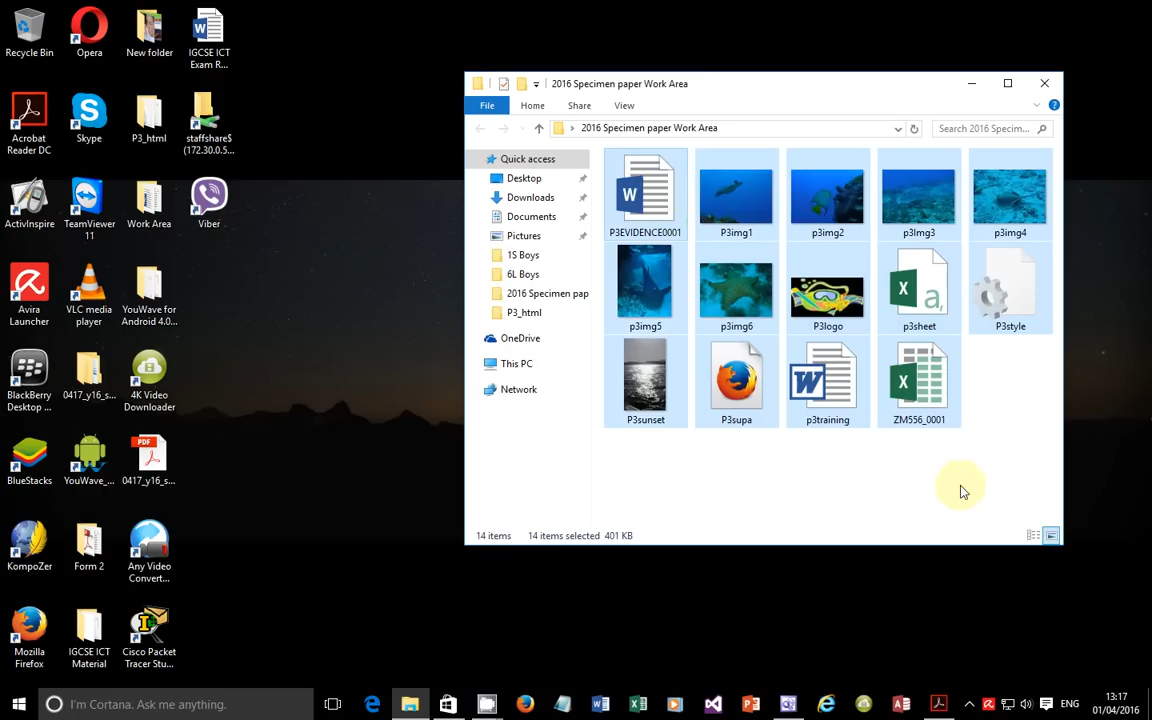 Recycle Bin
Opera
New folder
IGCSE ICT
Exam R...
Acrobat
Reader DC
Skype
P3_html
staffshare$
(172.30.0.5...
ActivInspire
TeamViewer
11
Work Area
Viber
Avira
Launcher
VLC media
player
YouWave for
Android 4.0...
BlackBerry
Desktop ...
0417_y16_s...
4K Video
Downloader
PDF
BlueStacks
YouWave_...
0417_y16_s...
KompoZer
Form 2
Any Video
Convert...
Mozilla
Firefox
IGCSE ICT
Material
Cisco Packet
Tracer Stu...
2016 Specimen paper Work Area
File
Home
Share
View
2016 Specimen paper Work Area
Search 2016 Specim...
Quick access
Desktop
Downloads
Documents
Pictures
1S Boys
6L Boys
2016 Specimen pap
P3_html
OneDrive
This PC
Network
P3EVIDENCE0001
P3img1
p3img2
p3Img3
p3img4
p3img5
p3img6
P3logo
p3sheet
P3style
P3sunset
P3supa
p3training
ZM556_0001
14 items
14 items selected 401 KB
I'm Cortana. Ask me anything.
ENG
13:17
01/04/2016